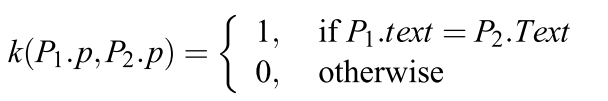 k(P₁.p,P₂.p) = { 1, if P₁.text = P₂.Text
0, otherwise